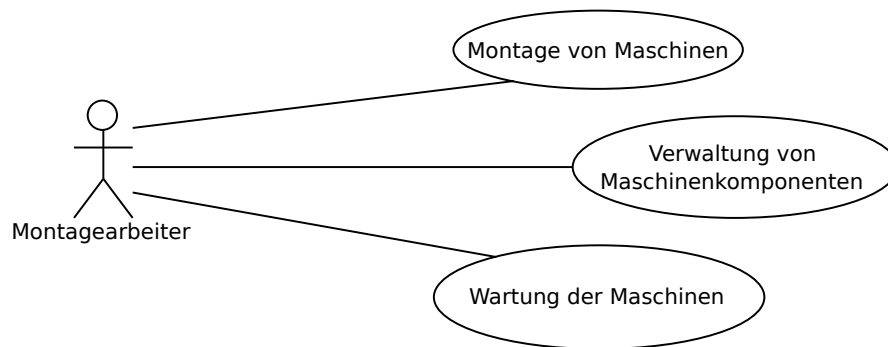 Montage von Maschinen
Verwaltung von
Maschinenkomponenten
Montagearbeiter
Wartung der Maschinen